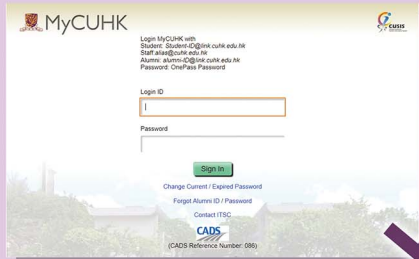 MyCUHK
CUSIS
Login MyCUHK with
Student: Student-ID@link.cuhk.edu.hk
Staff:alias@cuhk.edu.hk
Alumni: alumni-ID@link.cuhk.edu.hk
Password: OnePass Password
Login ID
Password
Sign In
Change Current / Expired Password
Forgot Alumni ID / Password
Contact ITSC
CADS
(CADS Reference Number: 086)